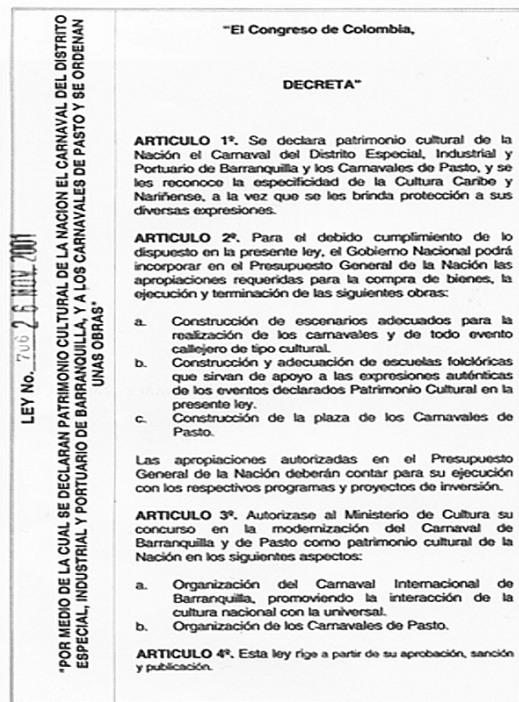 LEY No. 706 26 NOV. 2001
"POR MEDIO DE LA CUAL SE DECLARAN PATRIMONIO CULTURAL DE LA NACION EL CARNAVAL DEL DISTRITO
ESPECIAL, INDUSTRIAL Y PORTUARIO DE BARRANQUILLA, Y A LOS CARNAVALES DE PASTO Y SE ORDENAN
UNAS OBRAS"
"El Congreso de Colombia,
DECRETA"
ARTICULO 1º. Se declara patrimonio cultural de la
Nación el Carnaval del Distrito Especial, Industrial y
Portuario de Barranquilla y los Carnavales de Pasto, y se
les reconoce la especificidad de la Cultura Caribe y
Nariñense, a la vez que se les brinda protección a sus
diversas expresiones.
ARTICULO 2º. Para el debido cumplimiento de lo
dispuesto en la presente ley, el Gobierno Nacional podrá
incorporar en el Presupuesto General de la Nación las
apropiaciones requeridas para la compra de bienes, la
ejecución y terminación de las siguientes obras:
a. Construcción de escenarios adecuados para la
realización de los carnavales y de todo evento
callejero de tipo cultural.
b. Construcción y adecuación de escuelas folclóricas
que sirvan de apoyo a las expresiones auténticas
de los eventos declarados Patrimonio Cultural en la
presente ley.
c. Construcción de la plaza de los Carnavales de
Pasto.
Las apropiaciones autorizadas en el Presupuesto
General de la Nación deberán contar para su ejecución
con los respectivos programas y proyectos de inversión.
ARTICULO 3º. Autorizase al Ministerio de Cultura su
concurso en la modernización del Carnaval de
Barranquilla y de Pasto como patrimonio cultural de la
Nación en los siguientes aspectos:
a. Organización del Carnaval Internacional de
Barranquilla, promoviendo la interacción de la
cultura nacional con la universal.
b. Organización de los Carnavales de Pasto.
ARTICULO 4º. Esta ley rige a partir de su aprobación, sanción
y publicación.